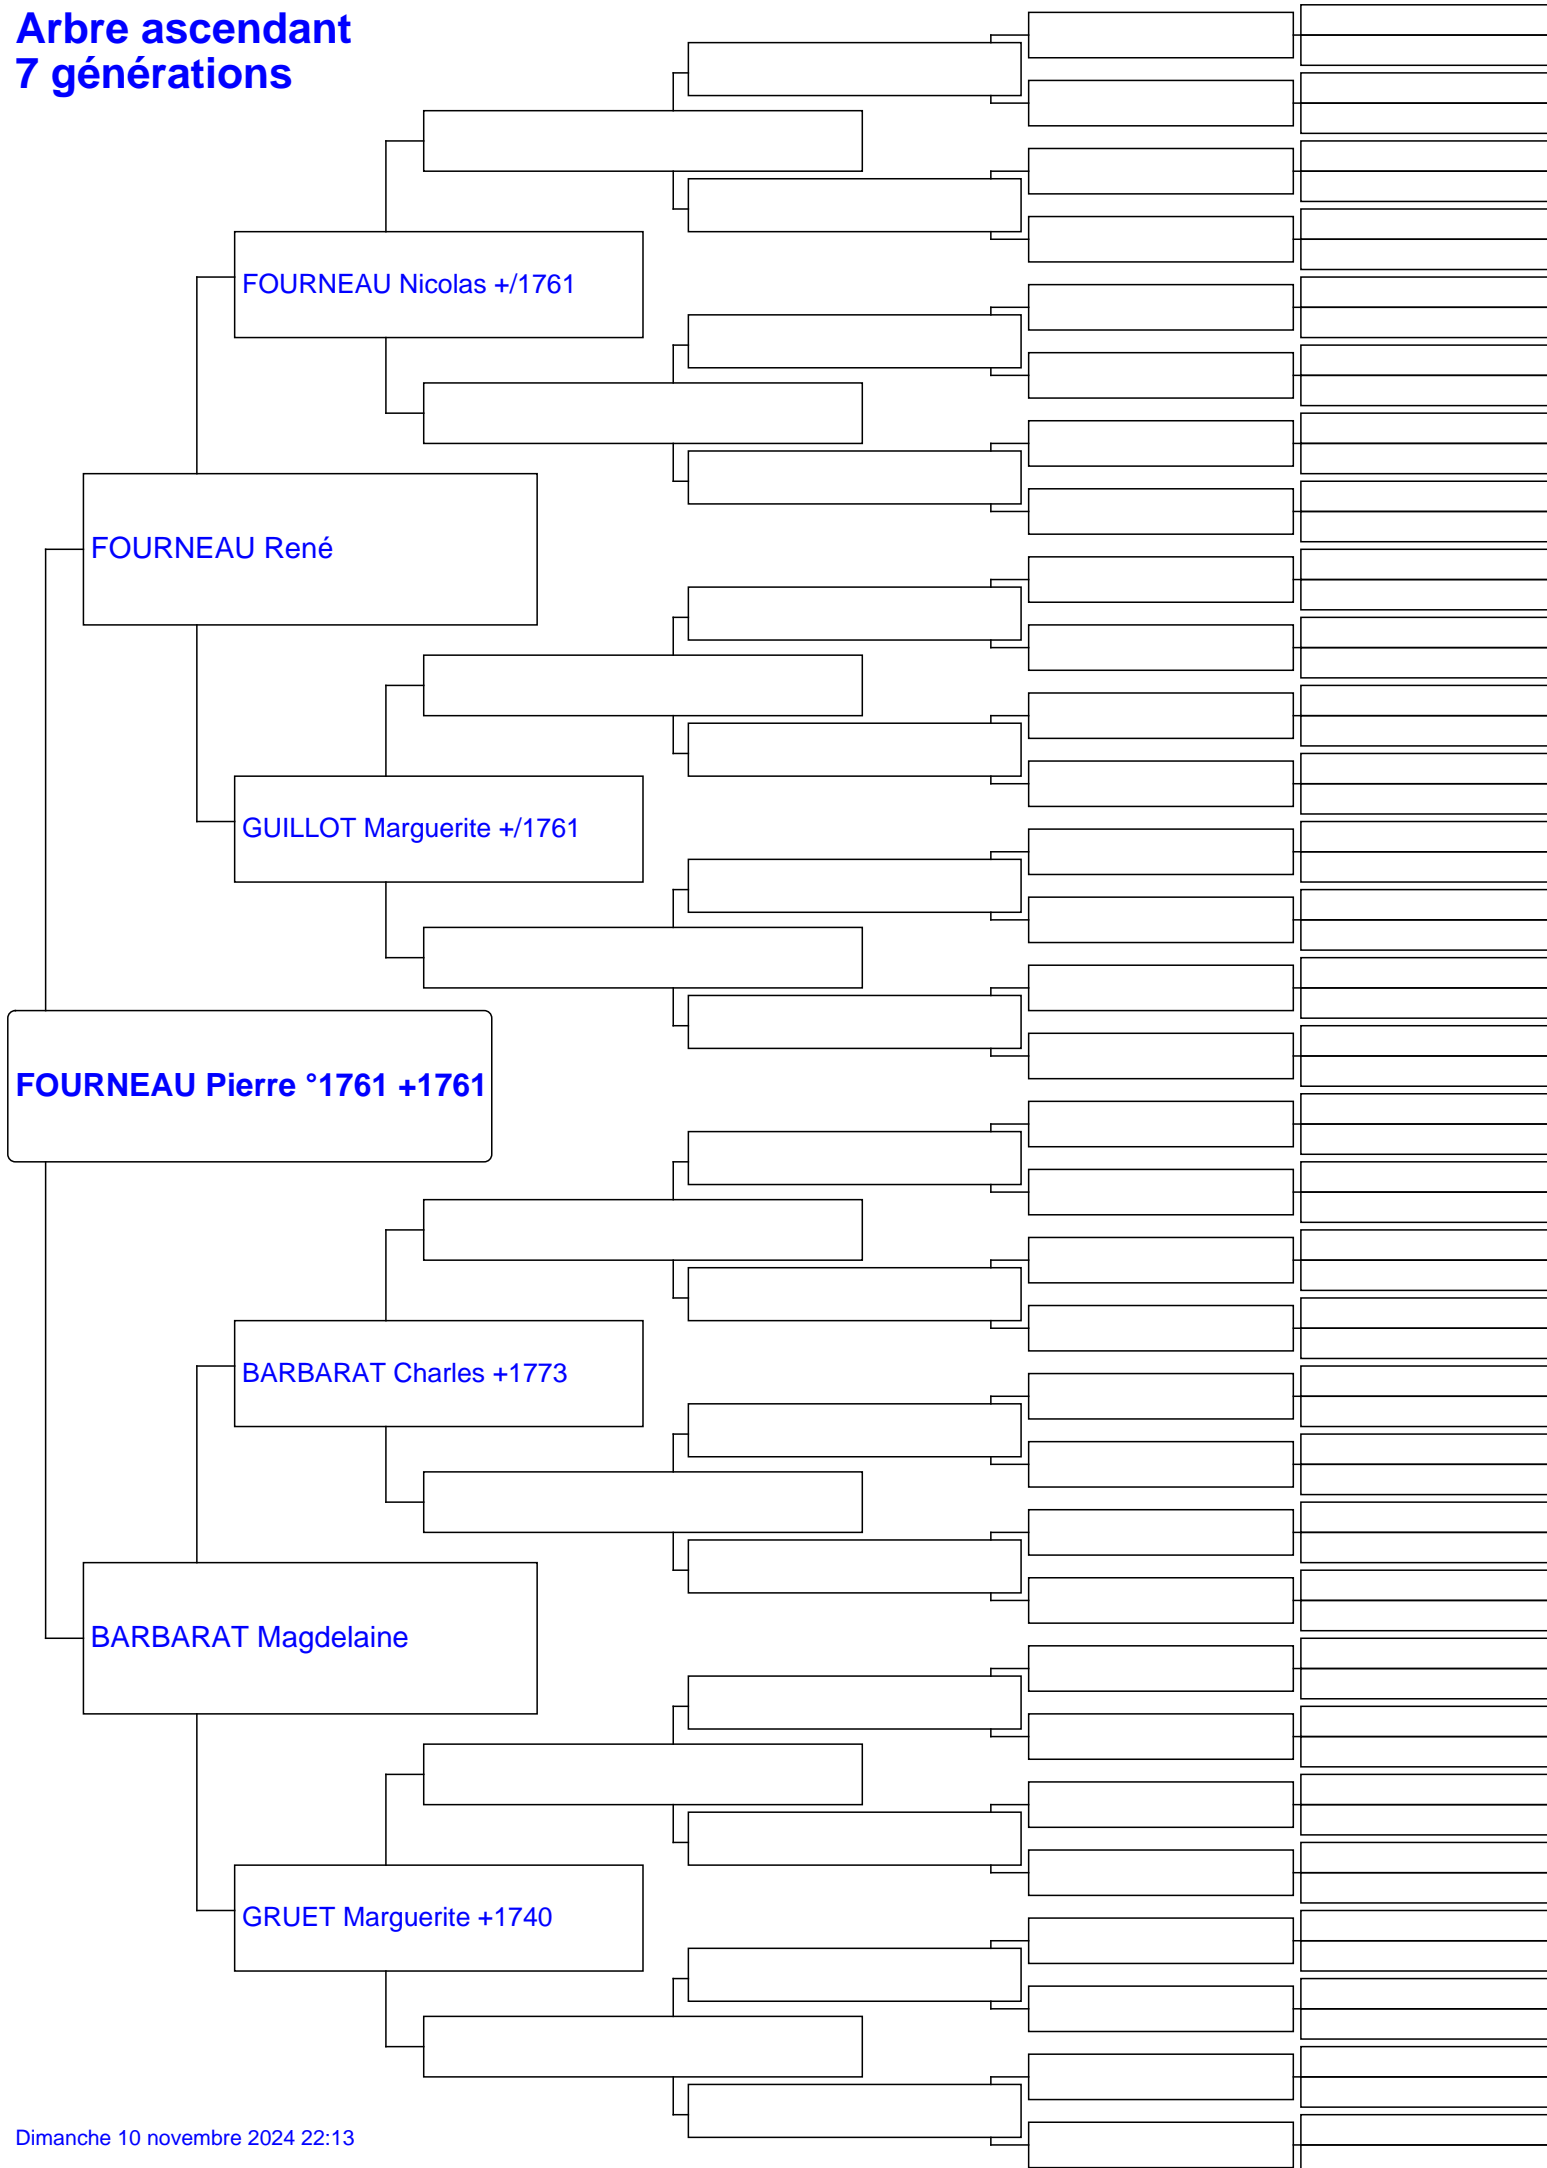 Arbre ascendant
7 générations
FOURNEAU Nicolas +/1761
FOURNEAU René
GUILLOT Marguerite +/1761
FOURNEAU Pierre °1761 +1761
BARBARAT Charles +1773
BARBARAT Magdelaine
GRUET Marguerite +1740
Dimanche 10 novembre 2024 22:13